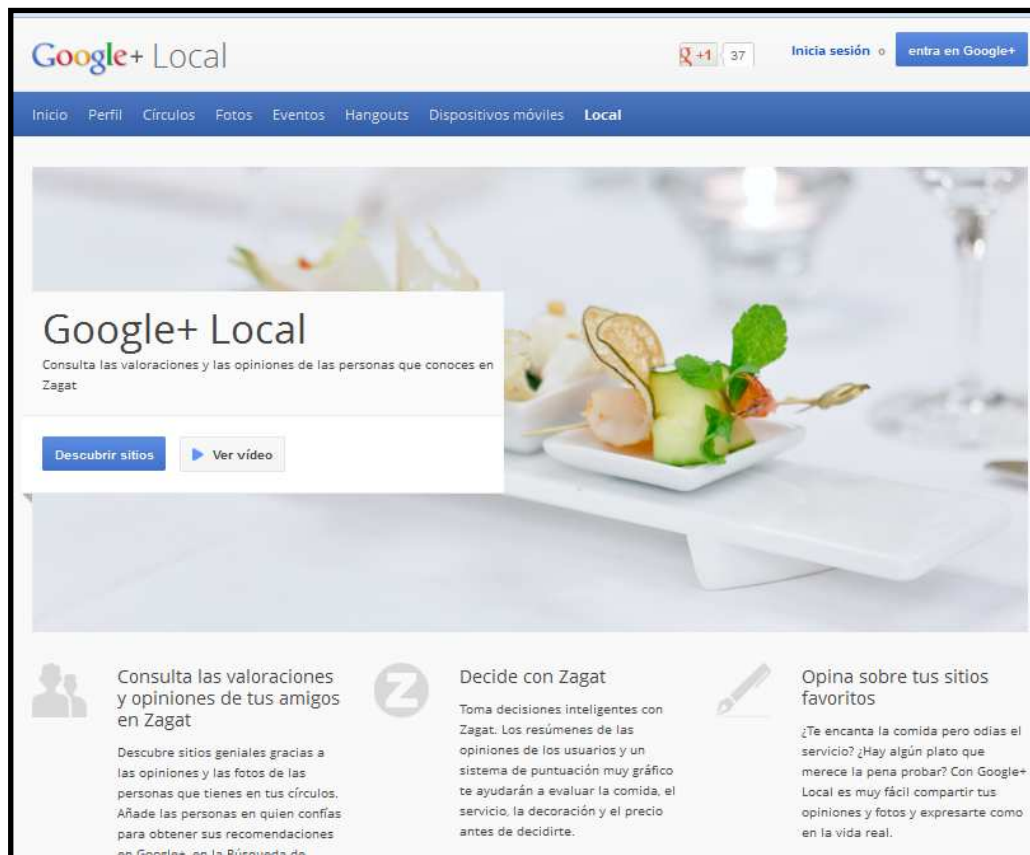 Google+ Local
g+1 37
Inicia sesión o entra en Google+
Inicio Perfil Círculos Fotos Eventos Hangouts Dispositivos móviles Local
Google+ Local
Consulta las valoraciones y las opiniones de las personas que conoces en
Zagat
Descubrir sitios Ver vídeo
Consulta las valoraciones
y opiniones de tus amigos
en Zagat
Descubre sitios geniales gracias a
las opiniones y las fotos de las
personas que tienes en tus círculos.
Añade las personas en quien confías
para obtener sus recomendaciones
en Google+, en la Búsqueda de
Z
Decide con Zagat
Toma decisiones inteligentes con
Zagat. Los resúmenes de las
opiniones de los usuarios y un
sistema de puntuación muy gráfico
te ayudarán a evaluar la comida, el
servicio, la decoración y el precio
antes de decidirte.
Opina sobre tus sitios
favoritos
¿Te encanta la comida pero odias el
servicio? ¿Hay algún plato que
merece la pena probar? Con Google+
Local es muy fácil compartir tus
opiniones y fotos y expresarte como
en la vida real.